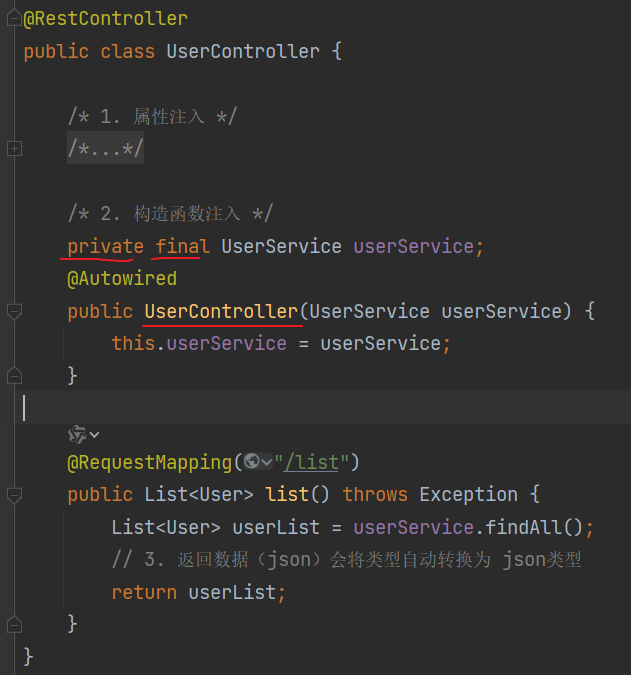 @RestController
public class UserController {
/* 1. 属性注入 */
/*...*/
/* 2. 构造函数注入 */
private final UserService userService;
@Autowired
public UserController(UserService userService) {
this.userService = userService;
}
@RequestMapping("/list")
public List<User> list() throws Exception {
List<User> userList = userService.findAll();
// 3. 返回数据（json）会将类型自动转换为 json类型
return userList;
}
}